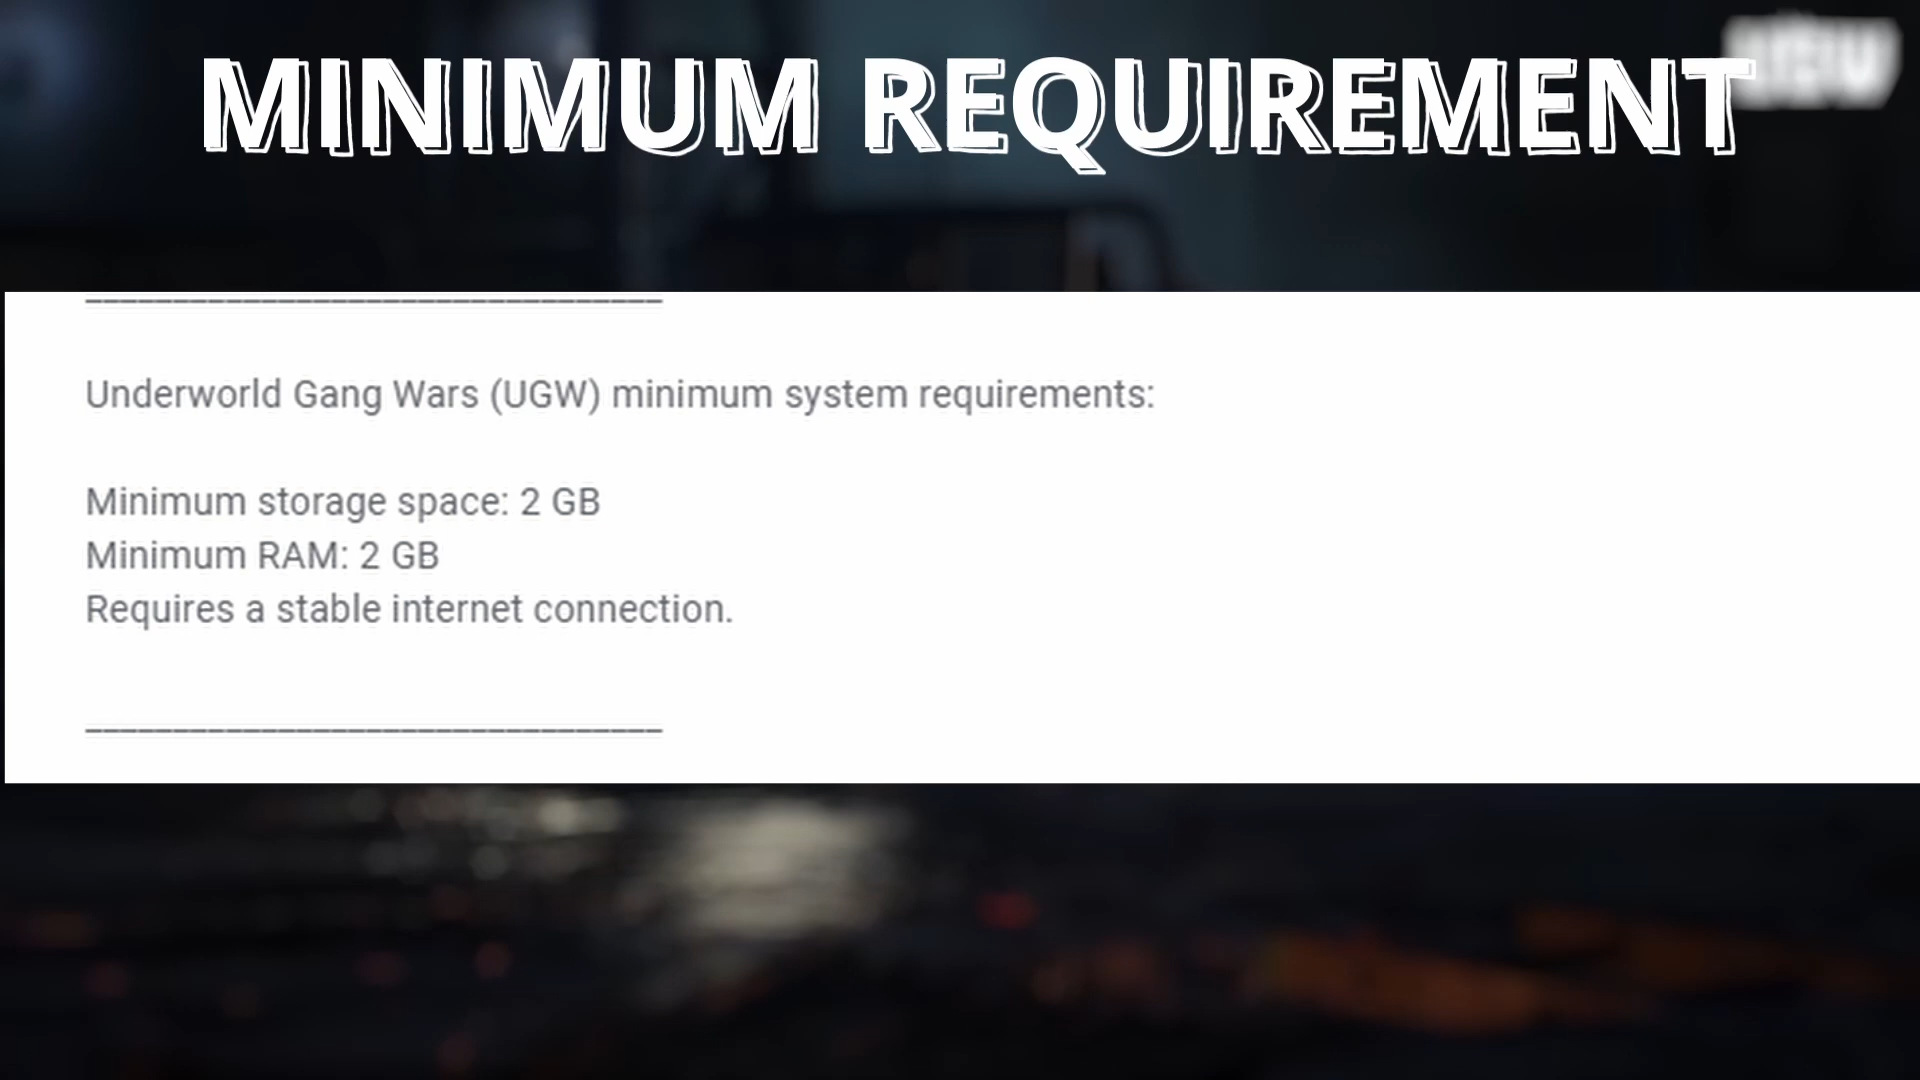 MINIMUM REQUIREMENT
Underworld Gang Wars (UGW) minimum system requirements:
Minimum storage space: 2 GB
Minimum RAM: 2 GB
Requires a stable internet connection.